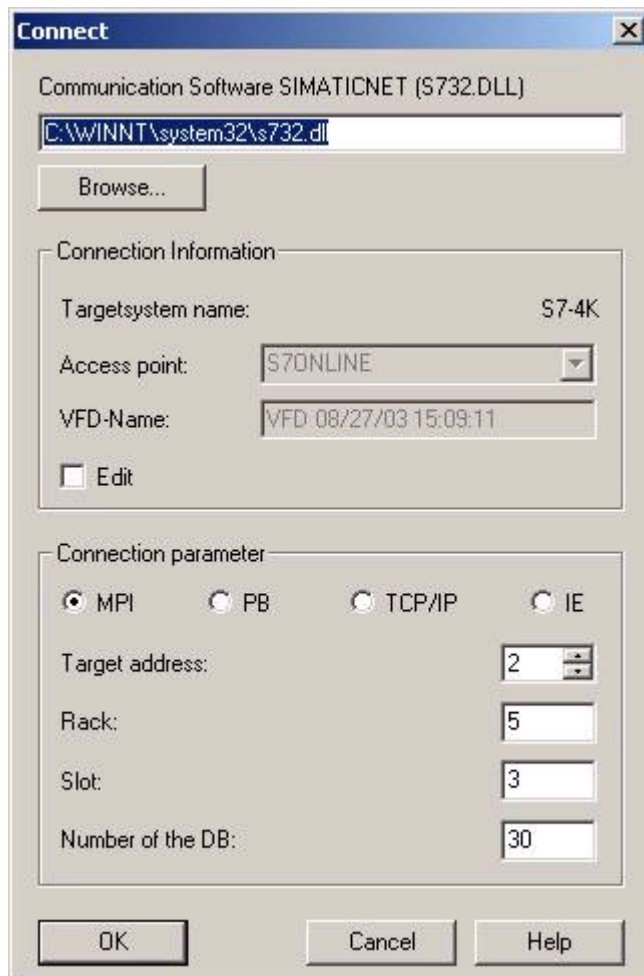 Connect
Communication Software SIMATICNET (S732.DLL)
C:\WINNT\system32\s732.dll
Browse...
Connection Information
Targetsystem name: S7-4K
Access point: S7ONLINE
VFD-Name: VFD 08/27/03 15:09:11
Edit
Connection parameter
MPI PB TCP/IP IE
Target address: 2
Rack: 5
Slot: 3
Number of the DB: 30
OK Cancel Help